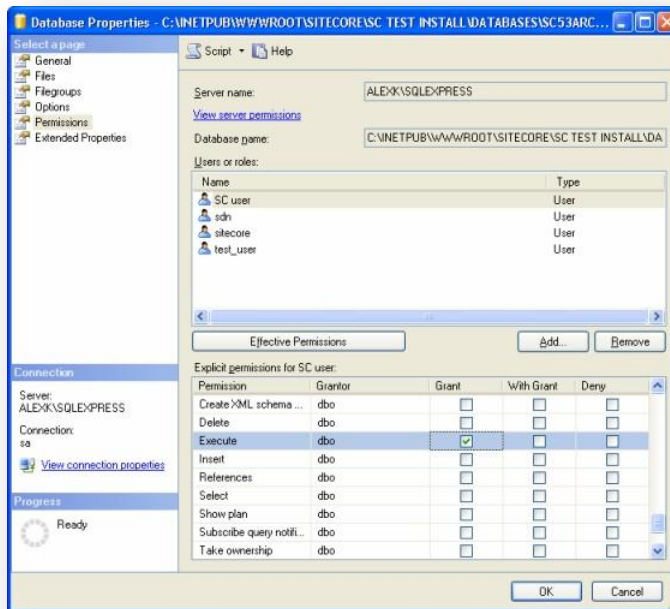 Database Properties - C:\INETPUB\WWWROOT\SITECORE\SC TEST INSTALL\DATABASES\SC53ARC...
Select a page
General
Files
Filegroups
Options
Permissions
Extended Properties
Script
Help
Server name:
ALEXK\SQLEXPRESS
View server permissions
Database name:
C:\INETPUB\WWWROOT\SITECORE\SC TEST INSTALL\DA
Users or roles:
Name Type
SC user User
sdn User
sitecore User
test_user User
Effective Permissions
Add...
Remove
Explicit permissions for SC user:
Permission Grantor Grant With Grant Deny
Create XML schema ... dbo
Delete dbo
Execute dbo
Insert dbo
References dbo
Select dbo
Show plan dbo
Subscribe query notifi... dbo
Take ownership dbo
Connection
Server:
ALEXK\SQLEXPRESS
Connection:
sa
View connection properties
Progress
Ready
OK
Cancel